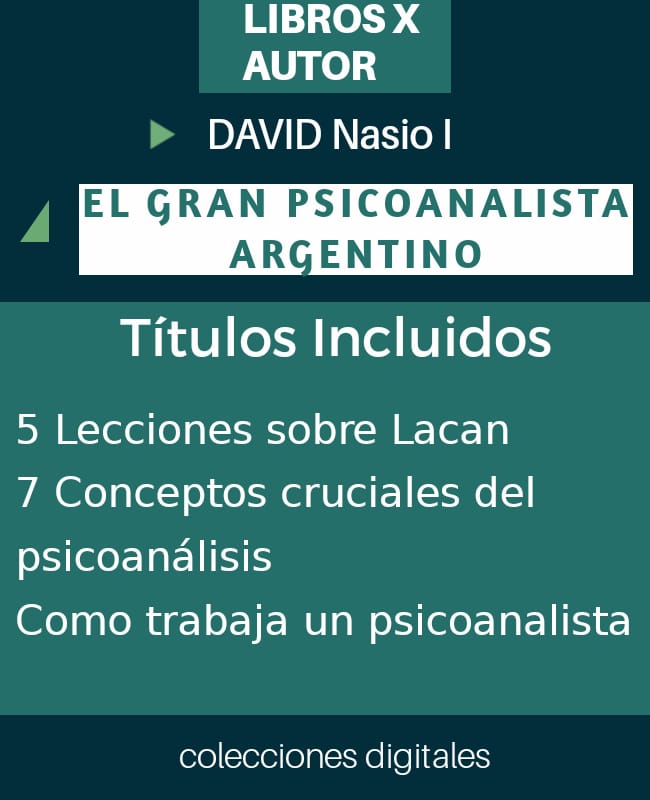 LIBROS X
AUTOR
DAVID Nasio I
EL GRAN PSICOANALISTA
ARGENTINO
Títulos Incluidos
5 Lecciones sobre Lacan
7 Conceptos cruciales del
psicoanálisis
Como trabaja un psicoanalista
colecciones digitales